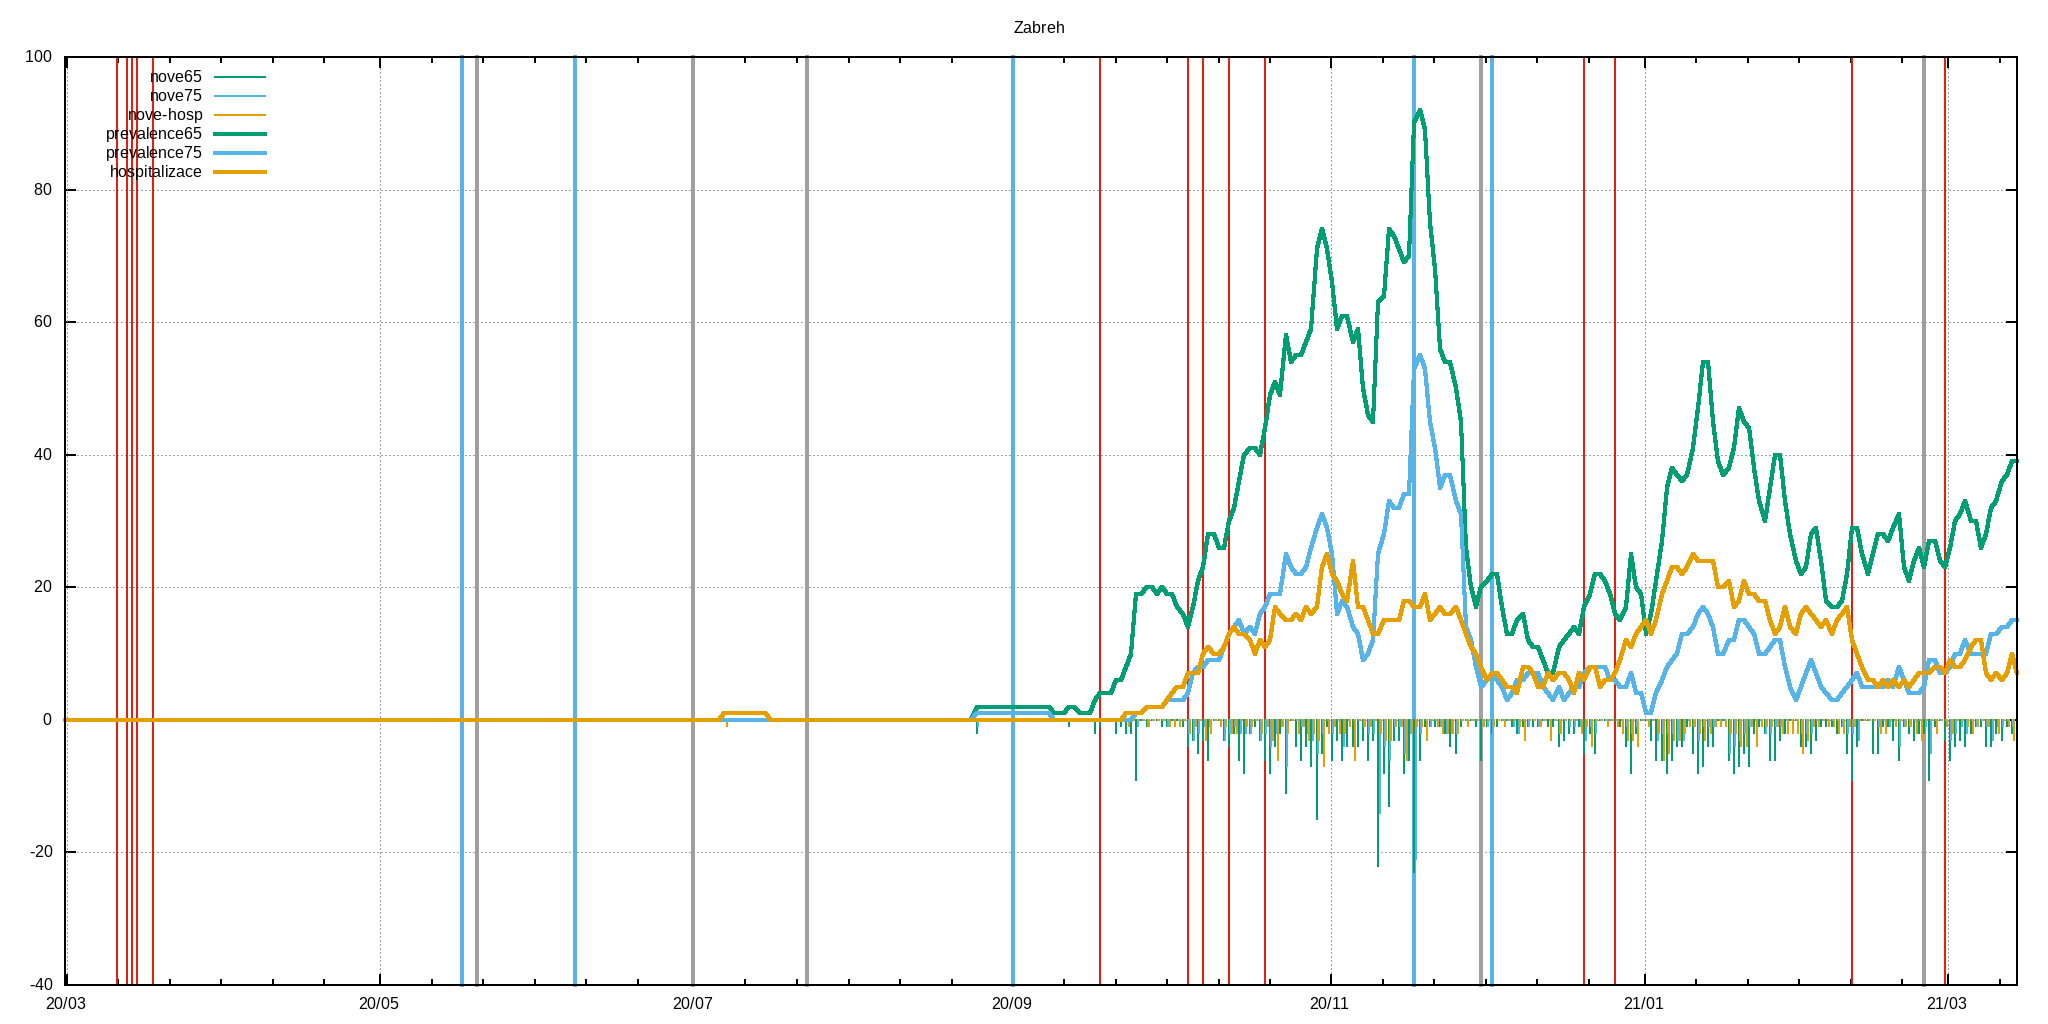 Zabreh
100
80
60
40
20
0
-20
-40
nove65
nove75
nove-hosp
prevalence65
prevalence75
hospitalizace
20/03 20/05 20/07 20/09 20/11 21/01 21/03